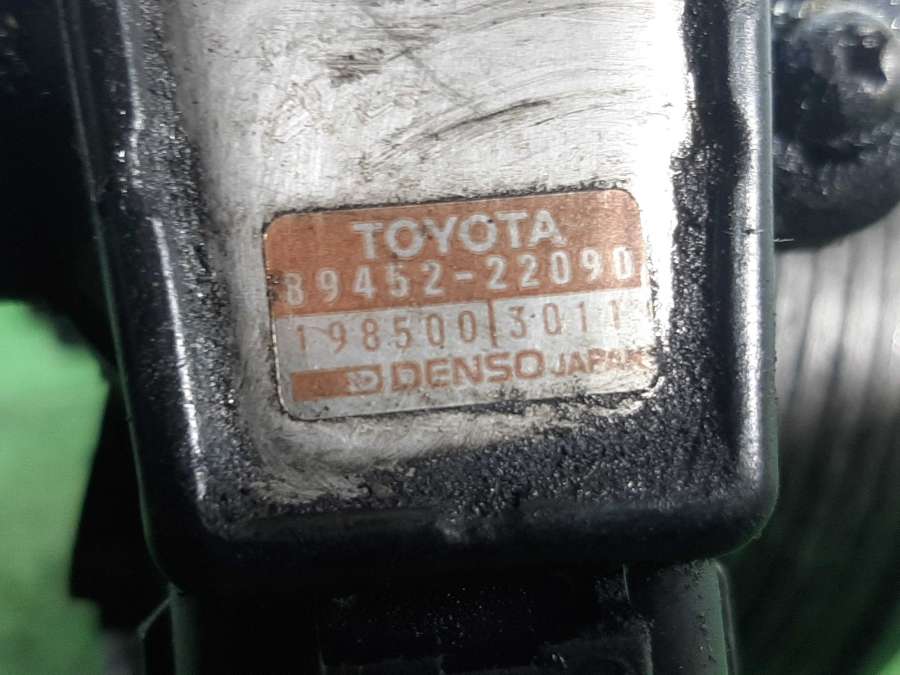 TOYOTA
89452-22090
198500 3011
DENSO JAPAN